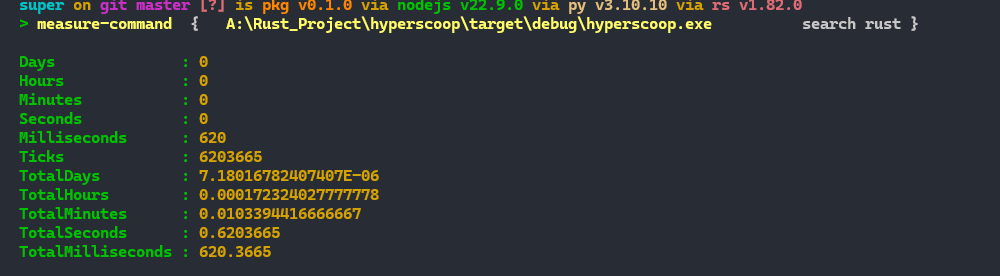 super on git master [?] is pkg v0.1.0 via nodejs v22.9.0 via py v3.10.10 via rs v1.82.0
> measure-command { A:\Rust_Project\hyperscoop\target\debug\hyperscoop.exe search rust }
Days : 0
Hours : 0
Minutes : 0
Seconds : 0
Milliseconds : 620
Ticks : 6203665
TotalDays : 7.18016782407407E-06
TotalHours : 0.000172324027777778
TotalMinutes : 0.0103394416666667
TotalSeconds : 0.6203665
TotalMilliseconds : 620.3665